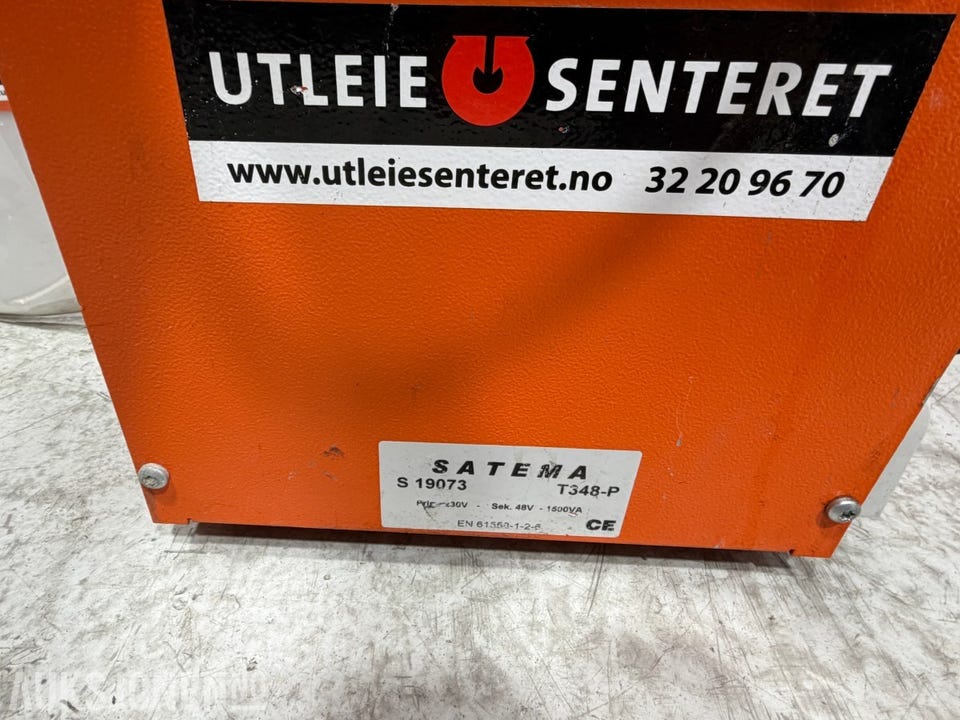 UTLEIE SENTERET
www.utleiesenteret.no 32 20 96 70
SATEMA
S 19073 T348-P
Sek. 48V - 1500VA
CE